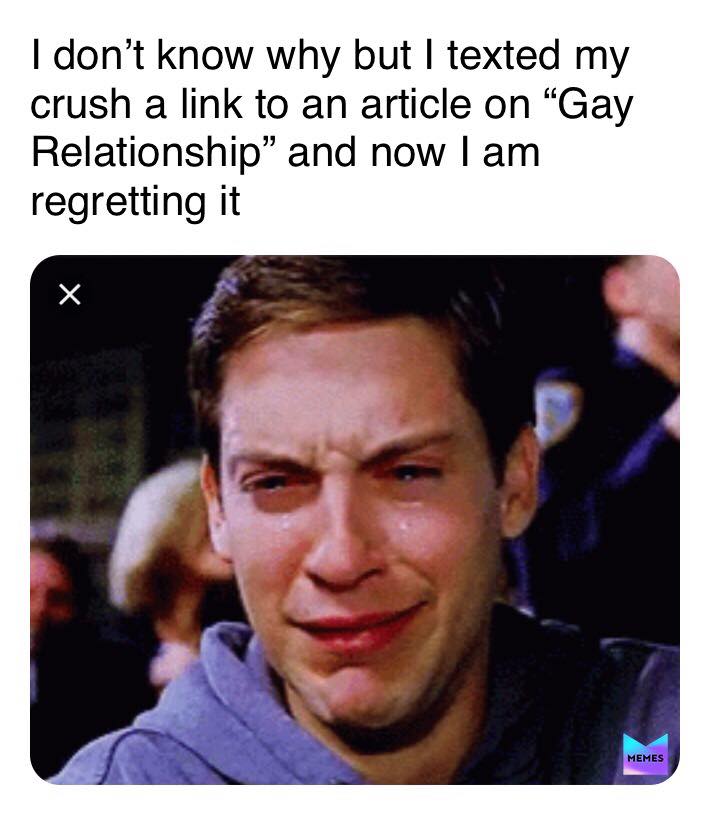 I don’t know why but I texted my
crush a link to an article on “Gay
Relationship” and now I am
regretting it
MEMES